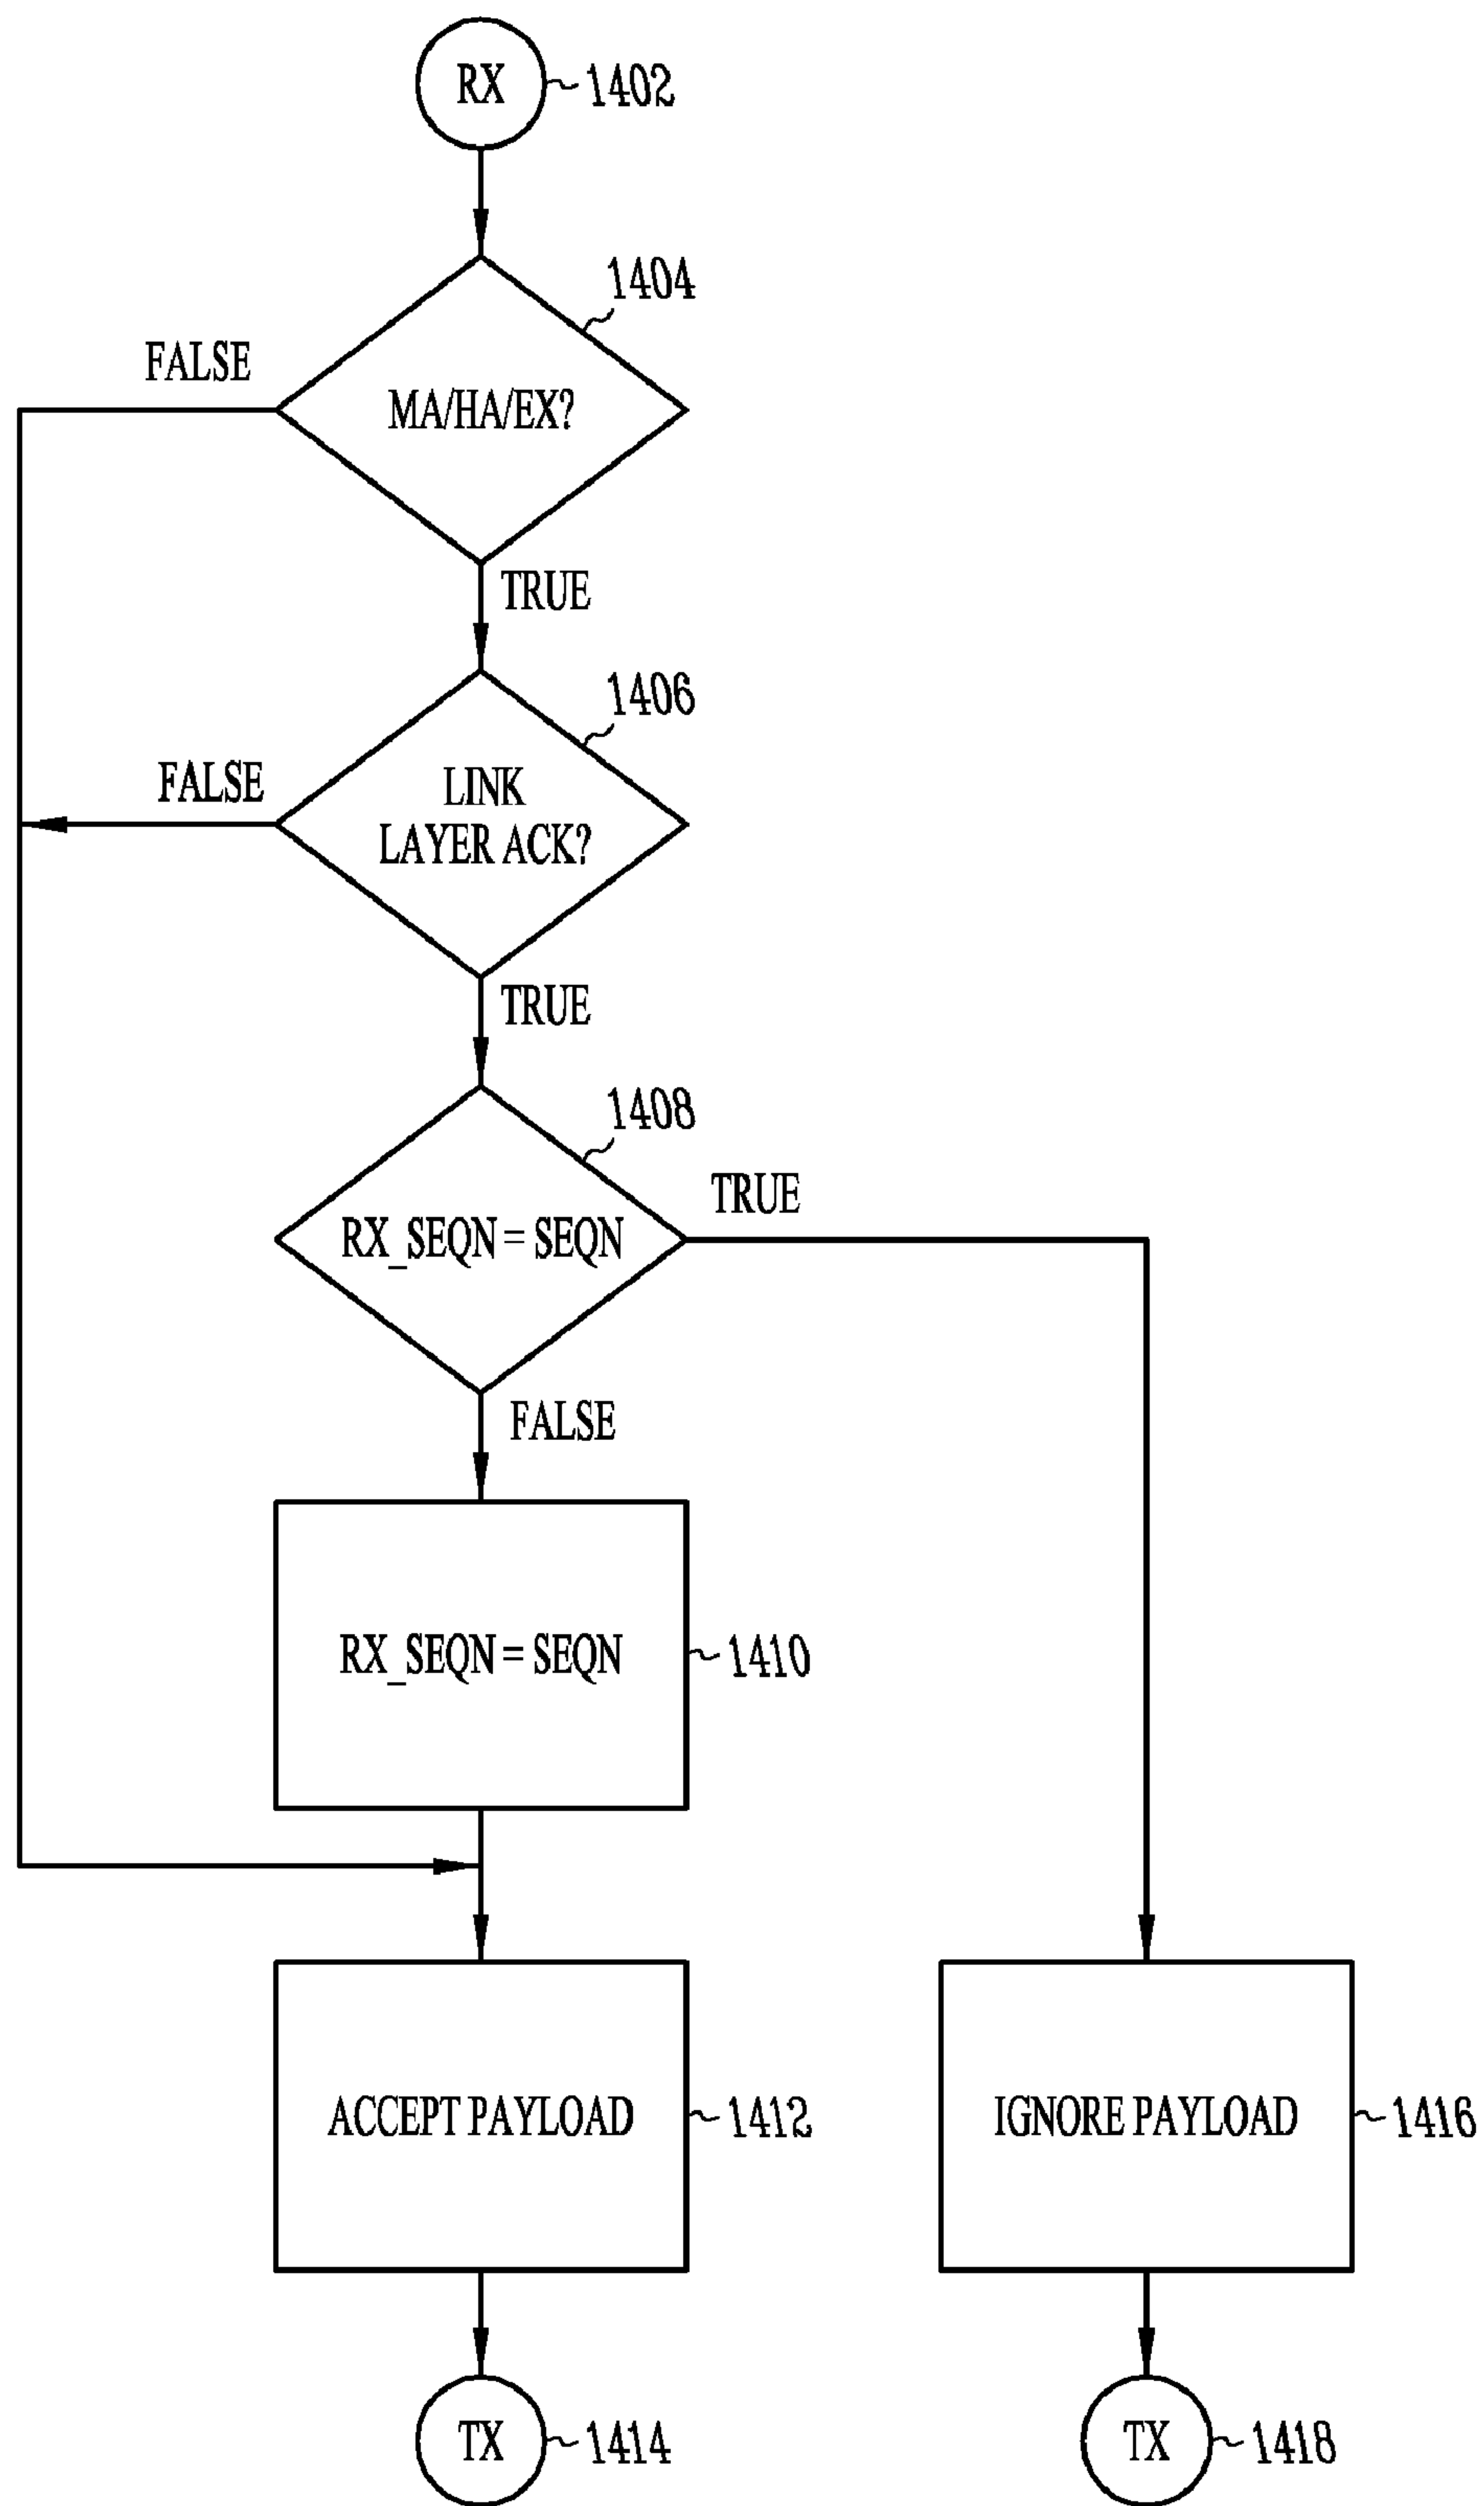 RX
1402
1404
FALSE
MA/HA/EX?
TRUE
1406
FALSE
LINK
LAYER ACK?
TRUE
1408
TRUE
RX_SEQN = SEQN
FALSE
RX_SEQN = SEQN
1410
ACCEPT PAYLOAD
1412
IGNORE PAYLOAD
1416
TX
1414
TX
1418